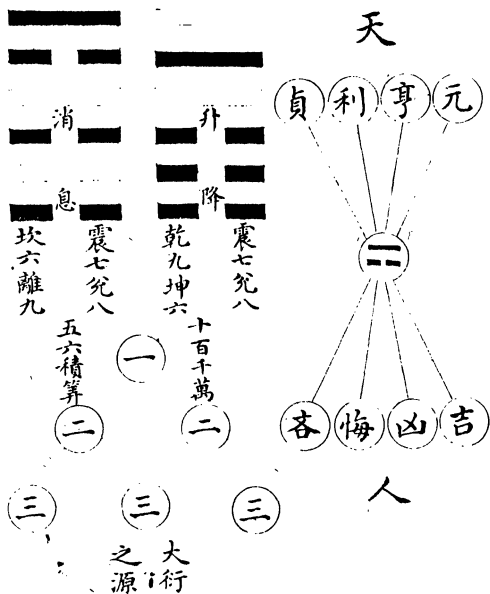 天
元亨利貞
吉凶悔吝
人
升降
震七兌八
乾九坤六
消息
震七兌八
坎六離九
十百千萬
五六積筭
一
二
二
三
三
三
大衍
之源